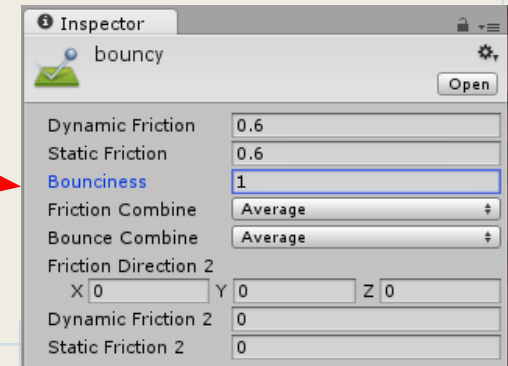 Inspector
bouncy
Open
Dynamic Friction 0.6
Static Friction 0.6
Bounciness 1
Friction Combine Average
Bounce Combine Average
Friction Direction 2
X 0 Y 0 Z 0
Dynamic Friction 2 0
Static Friction 2 0